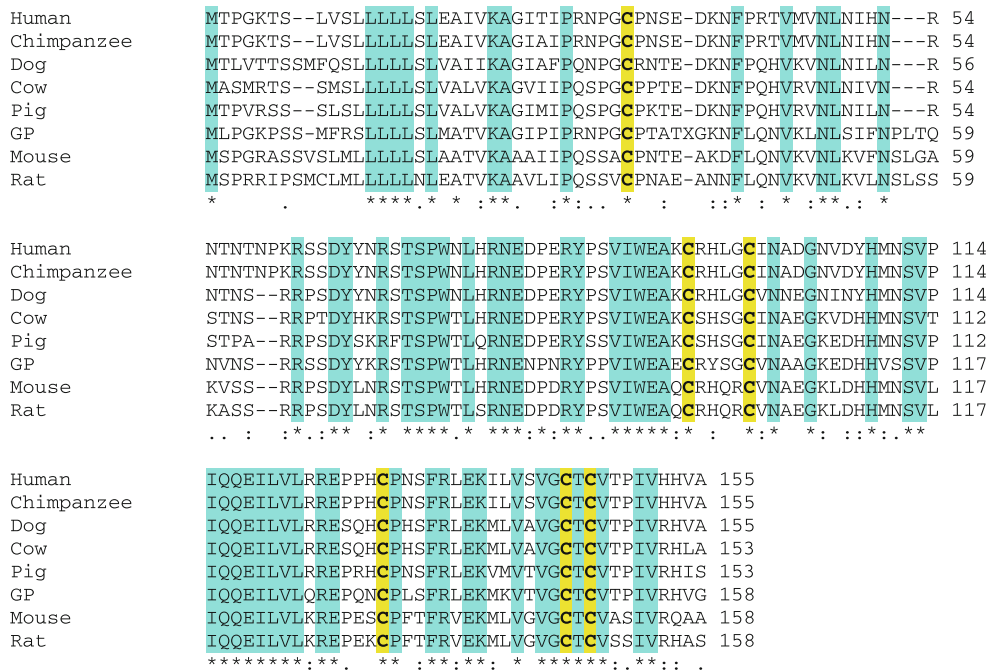 Human MTPGKTS--LVSLLLLLSLEAIVKAGITIPRNPGCPNSE-DKNFPRTVMVNLNIHN---R 54
Chimpanzee MTPGKTS--LVSLLLLLSLEAIVKAGIAIPRNPGCPNSE-DKNFPRTVMVNLNIHN---R 54
Dog MTLVTTSSMFQSLLLLLSLVAIIKAGIAFPQNPGCRNTE-DKNFPQHVKVNLNILN---R 56
Cow MASMRTS--SMSLLLLLSLVALVKAGVIIPQSPGCPPTE-DKNFPQHVRVNLNIVN---R 54
Pig MTPVRSS--SLSLLLLLSLVALVKAGIMIPQSPGCPKTE-DKNFPQHVRVNLNILN---R 54
GP MLPGKPSS-MFRSLLLLSLMATVKAGIPIPRNPGCPTATXGKNFLQNVKLNLSIFNPLTQ 59
Mouse MSPGRASSVSLMLLLLLSLAATVKAAAIIPQSSACPNTE-AKDFLQNVKVNLKVFNSLGA 59
Rat MSPRRIPSMCLMLLLLLNLEATVKAAVLIPQSSVCPNAE-ANNFLQNVKVNLKVLNSLSS 59
*     .      ****.* * :**.  :*..  *  :   ::* : * :**.: *
Human NTNTNPKRSSDYYNRSTSPWNLHRNEDPERYPSVIWEAKCRHLGCINADGNVDYHMNSVP 114
Chimpanzee NTNTNPKRSSDYYNRSTSPWNLHRNEDPERYPSVIWEAKCRHLGCINADGNVDYHMNSVP 114
Dog NTNS--RRPSDYYNRSTSPWNLHRNEDPERYPSVIWEAKCRHLGCVNNEGNINYHMNSVP 114
Cow STNS--RRPTDYHKRSTSPWTLHRNEDPERYPSVIWEAKCSHSGCINAEGKVDHHMNSVT 112
Pig STPA--RRPSDYSKRFTSPWTLQRNEDPERYPSVIWEAKCSHSGCINAEGKEDHHMNSVP 112
GP NVNS--RRSSDYYKRSTSPWTLHRNENPNRYPPVIWEAECRYSGCVNAAGKEDHHVSSVP 117
Mouse KVSS--RRPSDYLNRSTSPWTLHRNEDPDRYPSVIWEAQCRHQRCVNAEGKLDHHMNSVL 117
Rat KASS--RRPSDYLNRSTSPWTLSRNEDPDRYPSVIWEAQCRHQRCVNAEGKLDHHMNSVL 117
.. :  :*.:**  :* ****.* ***:*:**..*****:* :  *:* *: ::*:.**
Human IQQEILVLRREPPHCPNSFRLEKILVSVGCTCVTPIVHHVA 155
Chimpanzee IQQEILVLRREPPHCPNSFRLEKILVSVGCTCVTPIVHHVA 155
Dog IQQEILVLRRESQHCPHSFRLEKMLVAVGCTCVTPIVRHVA 155
Cow IQQEILVLRRESQHCPHSFRLEKMLVAVGCTCVTPIVRHLA 153
Pig IQQEILVLRREPRHCPNSFRLEKVMVTVGCTCVTPIVRHIS 153
GP IQQEILVLQREPQNCPLSFRLEKMKVTVGCTCVTPIVRHVG 158
Mouse IQQEILVLKREPESCPFTFRVEKMLVGVGCTCVASIVRQAA 158
Rat IQQEILVLKREPEKCPFTFRVEKMLVGVGCTCVSSIVRHAS 158
********:**.  ** :**:**: * ******..**:: .